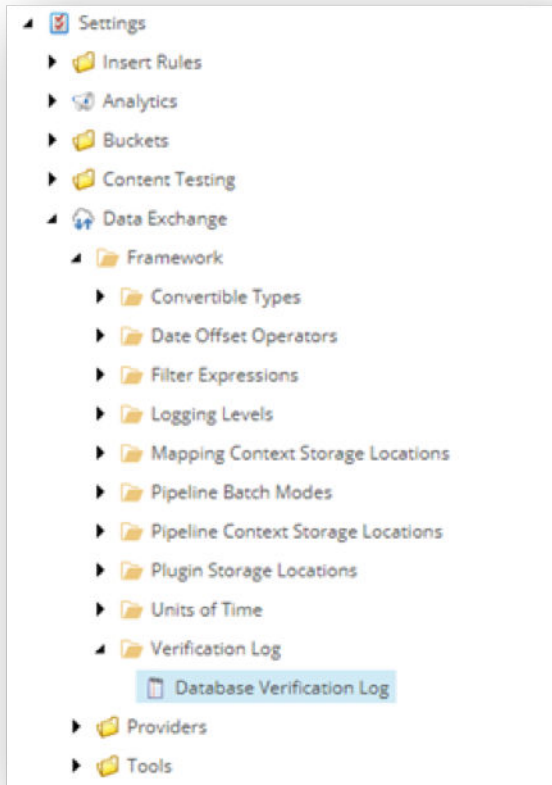 Settings
Insert Rules
Analytics
Buckets
Content Testing
Data Exchange
Framework
Convertible Types
Date Offset Operators
Filter Expressions
Logging Levels
Mapping Context Storage Locations
Pipeline Batch Modes
Pipeline Context Storage Locations
Plugin Storage Locations
Units of Time
Verification Log
Database Verification Log
Providers
Tools